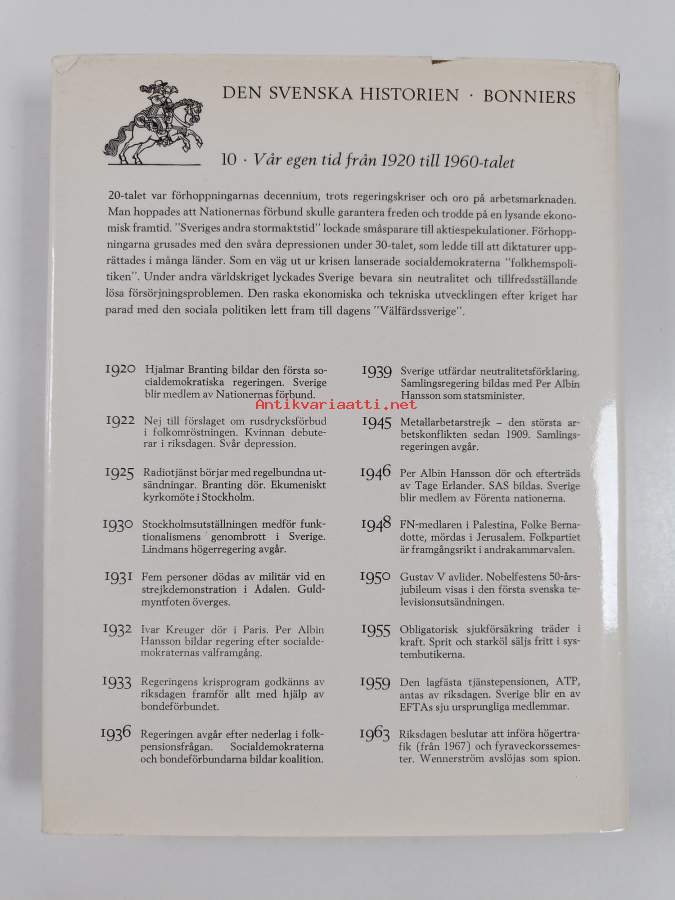 DEN SVENSKA HISTORIEN · BONNIERS
10 · Vår egen tid från 1920 till 1960-talet
20-talet var förhoppningarnas decennium, trots regeringskriser och oro på arbetsmarknaden.
Man hoppades att Nationernas förbund skulle garantera freden och trodde på en lysande ekono-
misk framtid. ”Sveriges andra stormaktstid” lockade småsparare till aktiespekulationer. Förhopp-
ningarna grusades med den svåra depressionen under 30-talet, som ledde till att diktaturer upp-
rättades i många länder. Som en väg ut ur krisen lanserade socialdemokraterna ”folkhemspoli-
tiken”. Under andra världskriget lyckades Sverige bevara sin neutralitet och tillfredsställande
lösa försörjningsproblemen. Den raska ekonomiska och tekniska utvecklingen efter kriget har
parad med den sociala politiken lett fram till dagens ”Välfärdssverige”.
1920 Hjalmar Branting bildar den första so-
cialdemokratiska regeringen. Sverige
blir medlem av Nationernas förbund.
1922 Nej till förslaget om rusdrycksförbud
i folkomröstningen. Kvinnan debute-
rar i riksdagen. Svår depression.
1925 Radiotjänst börjar med regelbundna ut-
sändningar. Branting dör. Ekumeniskt
kyrkomöte i Stockholm.
1930 Stockholmsutställningen medför funk-
tionalismens genombrott i Sverige.
Lindmans högerregering avgår.
1931 Fem personer dödas av militär vid en
strejkdemonstration i Ådalen. Guld-
myntfoten överges.
1932 Ivar Kreuger dör i Paris. Per Albin
Hansson bildar regering efter socialde-
mokraternas valframgång.
1933 Regeringens krisprogram godkänns av
riksdagen framför allt med hjälp av
bondeförbundet.
1936 Regeringen avgår efter nederlag i folk-
pensionsfrågan. Socialdemokraterna
och bondeförbundarna bildar koalition.
1939 Sverige utfärdar neutralitetsförklaring.
Samlingsregering bildas med Per Albin
Hansson som statsminister.
1945 Metallarbetarstrejk – den största ar-
betskonflikten sedan 1909. Samlings-
regeringen avgår.
1946 Per Albin Hansson dör och efterträds
av Tage Erlander. SAS bildas. Sverige
blir medlem av Förenta nationerna.
1948 FN-medlaren i Palestina, Folke Berna-
dotte, mördas i Jerusalem. Folkpartiet
är framgångsrikt i andrakammarvalen.
1950 Gustav V avlider. Nobelfestens 50-års-
jubileum visas i den första svenska te-
levisionsutsändningen.
1955 Obligatorisk sjukförsäkring träder i
kraft. Sprit och starköl säljs fritt i sys-
tembutikerna.
1959 Den lagfästa tjänstepensionen, ATP,
antas av riksdagen. Sverige blir en av
EFTAs sju ursprungliga medlemmar.
1963 Riksdagen beslutar att införa högertra-
fik (från 1967) och fyraveckorssemes-
ter. Wennerström avslöjas som spion.
Antikvariaatti.net